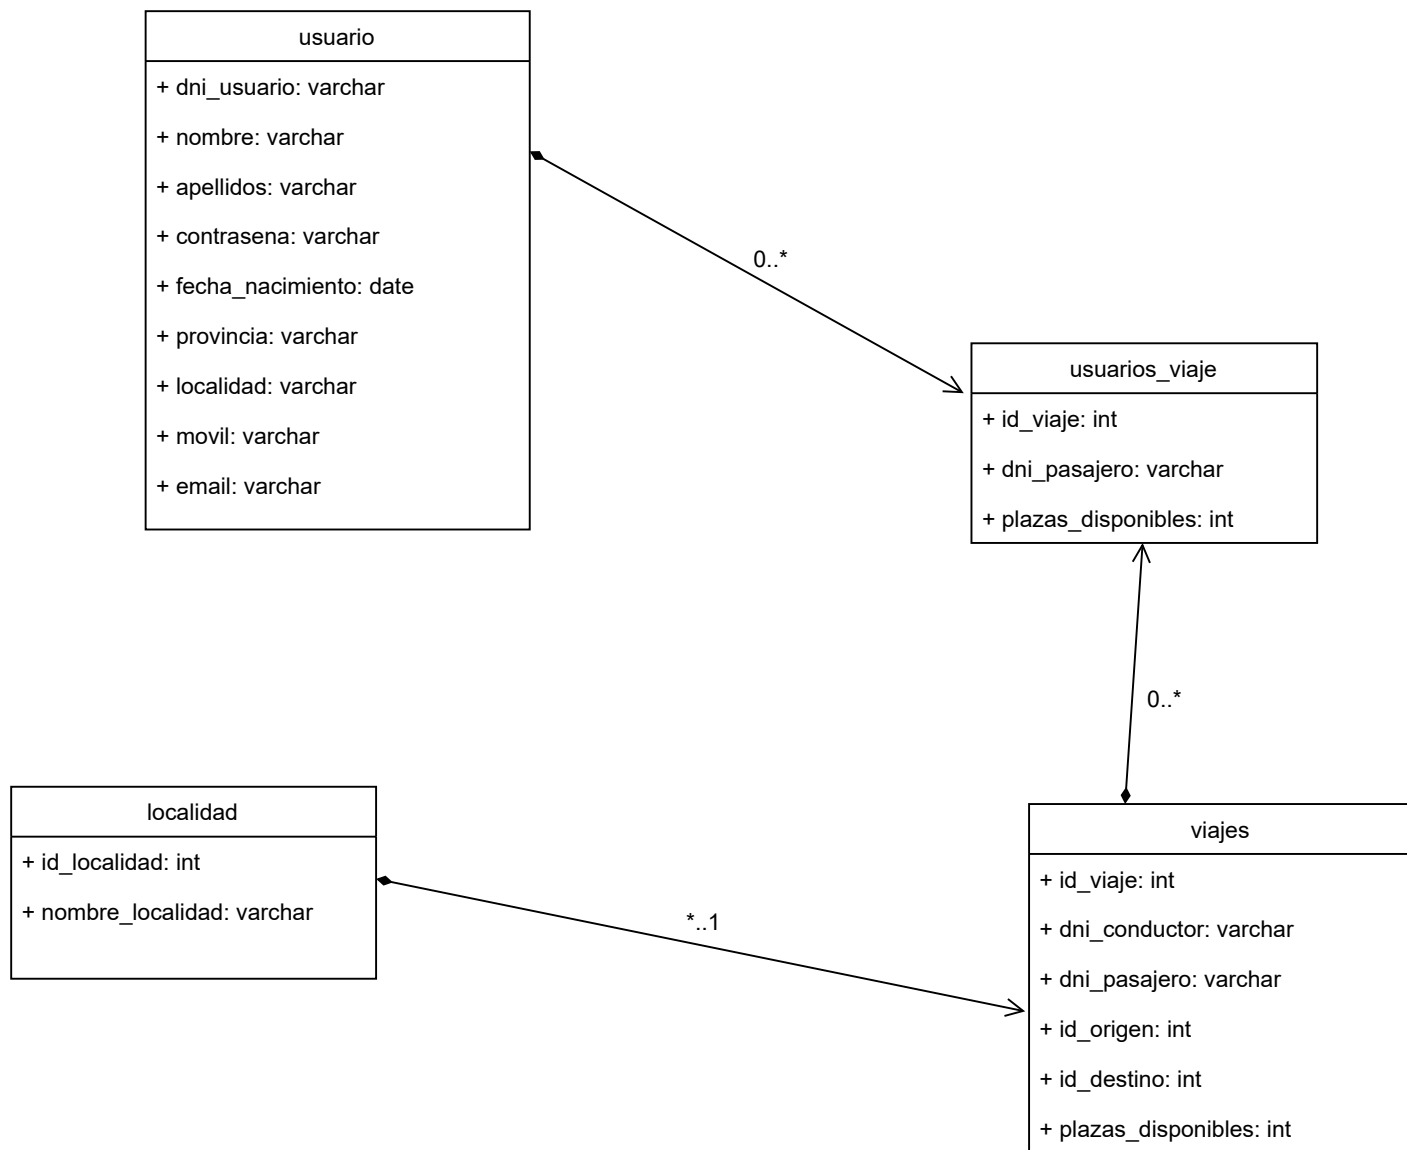 usuario
+ dni_usuario: varchar
+ nombre: varchar
+ apellidos: varchar
+ contrasena: varchar
+ fecha_nacimiento: date
+ provincia: varchar
+ localidad: varchar
+ movil: varchar
+ email: varchar
0..*
usuarios_viaje
+ id_viaje: int
+ dni_pasajero: varchar
+ plazas_disponibles: int
0..*
localidad
+ id_localidad: int
+ nombre_localidad: varchar
*..1
viajes
+ id_viaje: int
+ dni_conductor: varchar
+ dni_pasajero: varchar
+ id_origen: int
+ id_destino: int
+ plazas_disponibles: int